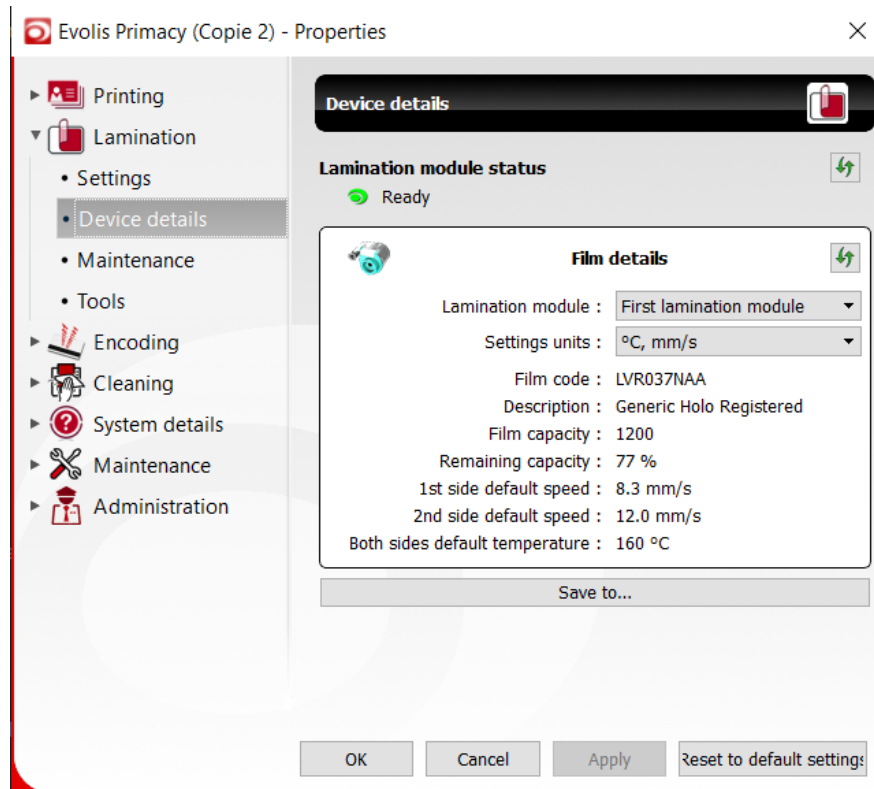 Evolis Primacy (Copie 2) - Properties
Printing
Lamination
• Settings
• Device details
• Maintenance
• Tools
Encoding
Cleaning
System details
Maintenance
Administration
Device details
Lamination module status
Ready
Film details
Lamination module : First lamination module
Settings units : °C, mm/s
Film code : LVR037NAA
Description : Generic Holo Registered
Film capacity : 1200
Remaining capacity : 77 %
1st side default speed : 8.3 mm/s
2nd side default speed : 12.0 mm/s
Both sides default temperature : 160 °C
Save to...
OK Cancel Apply Reset to default settings